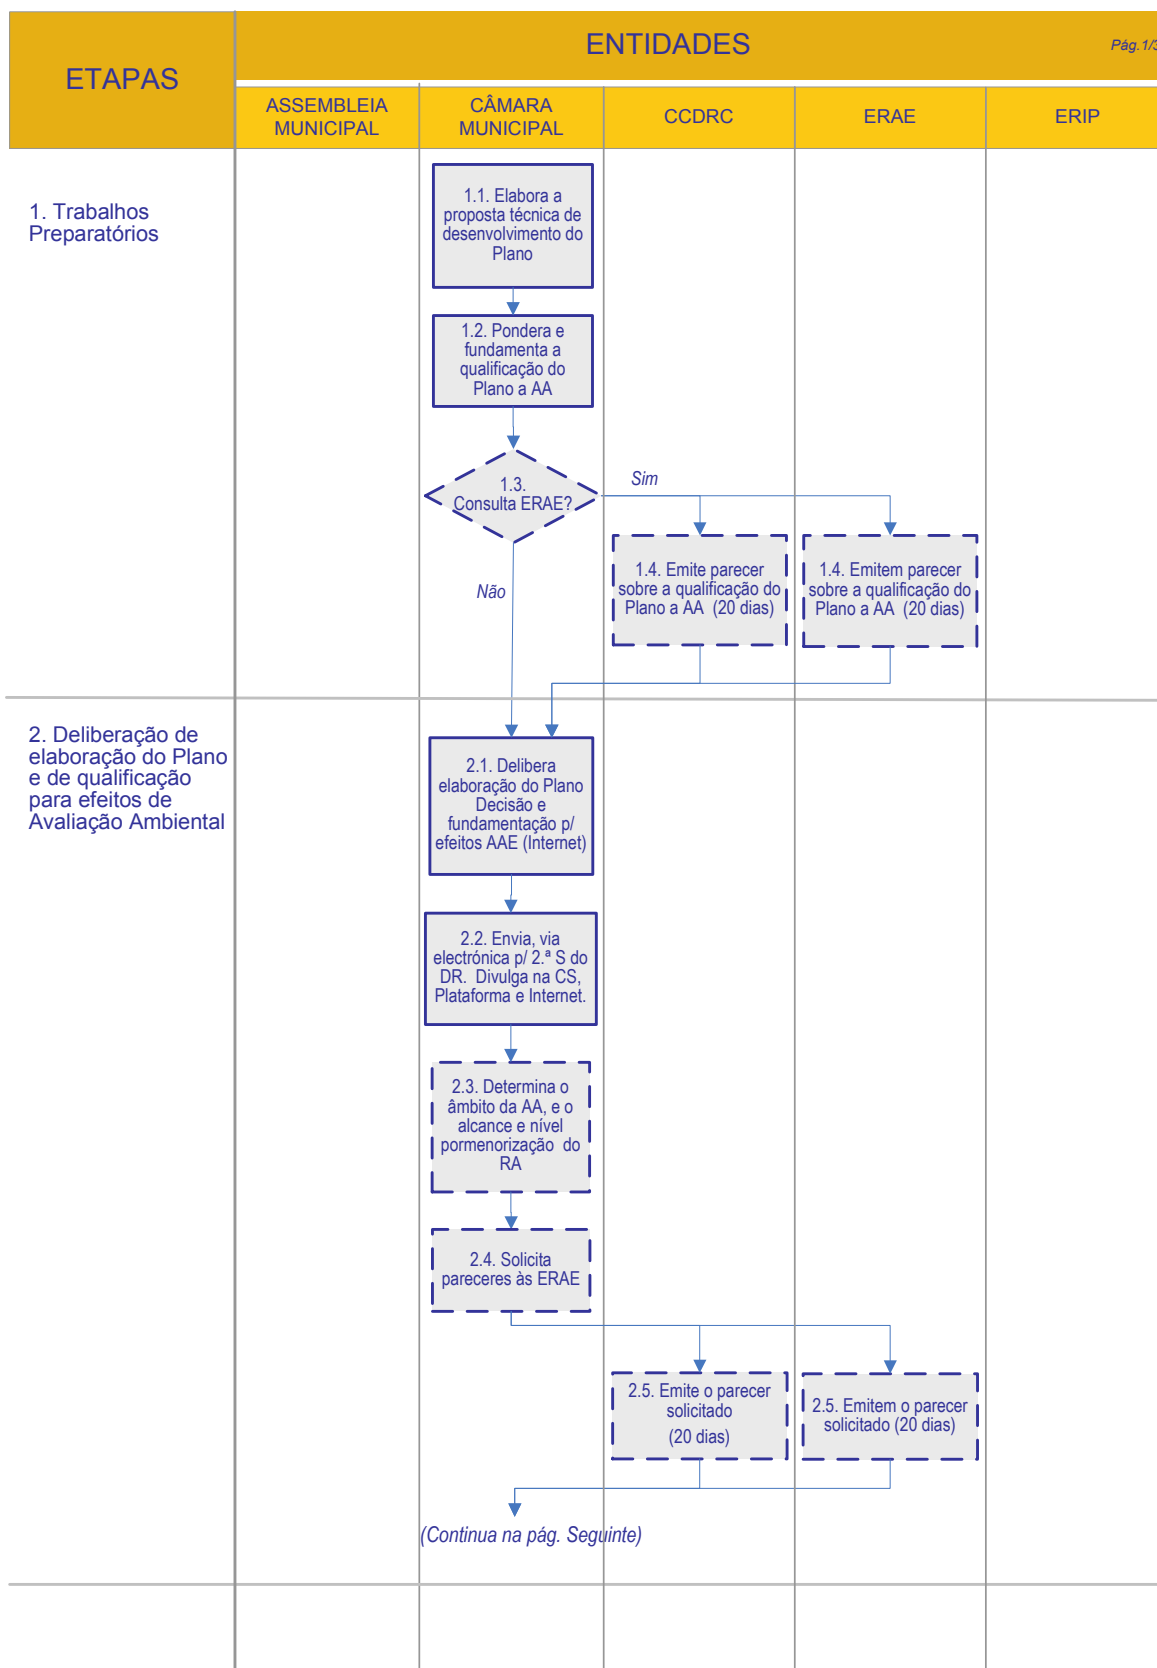 ETAPAS
ENTIDADES
Pág.1/3
ASSEMBLEIA
MUNICIPAL
CÂMARA
MUNICIPAL
CCDRC
ERAE
ERIP
1. Trabalhos
Preparatórios
1.1. Elabora a
proposta técnica de
desenvolvimento do
Plano
1.2. Pondera e
fundamenta a
qualificação do
Plano a AA
1.3.
Consulta ERAE?
Sim
Não
1.4. Emite parecer
sobre a qualificação do
Plano a AA (20 dias)
1.4. Emitem parecer
sobre a qualificação do
Plano a AA (20 dias)
2. Deliberação de
elaboração do Plano
e de qualificação
para efeitos de
Avaliação Ambiental
2.1. Delibera
elaboração do Plano
Decisão e
fundamentação p/
efeitos AAE (Internet)
2.2. Envia, via
electrónica p/ 2.ª S do
DR. Divulga na CS,
Plataforma e Internet.
2.3. Determina o
âmbito da AA, e o
alcance e nível
pormenorização do
RA
2.4. Solicita
pareceres às ERAE
2.5. Emite o parecer
solicitado
(20 dias)
2.5. Emitem o parecer
solicitado (20 dias)
(Continua na pág. Seguinte)